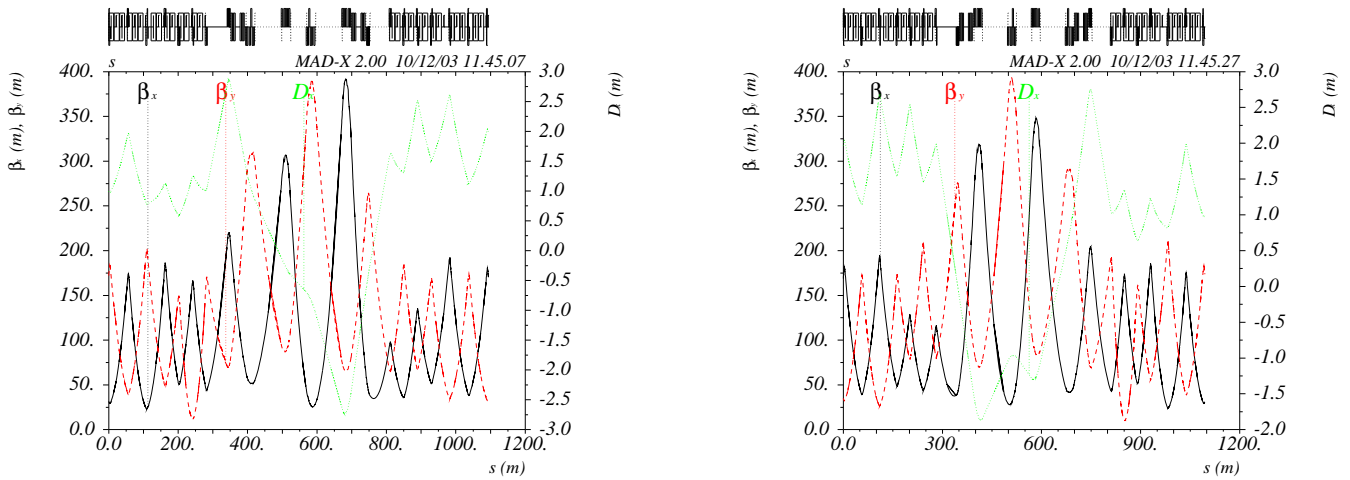 s MAD-X 2.00 10/12/03 11.45.07
400.
350.
300.
250.
200.
150.
100.
50.
0.0
βx (m), βy (m)
βx
βy
Dx
3.0
2.5
2.0
1.5
1.0
0.5
0.0
-0.5
-1.0
-1.5
-2.0
-2.5
-3.0
Dx (m)
0.0 200. 400. 600. 800. 1000. 1200.
s (m)
s MAD-X 2.00 10/12/03 11.45.27
400.
350.
300.
250.
200.
150.
100.
50.
0.0
βx (m), βy (m)
βx
βy
Dx
3.0
2.5
2.0
1.5
1.0
0.5
0.0
-0.5
-1.0
-1.5
-2.0
Dx (m)
0.0 300. 600. 900. 1200.
s (m)